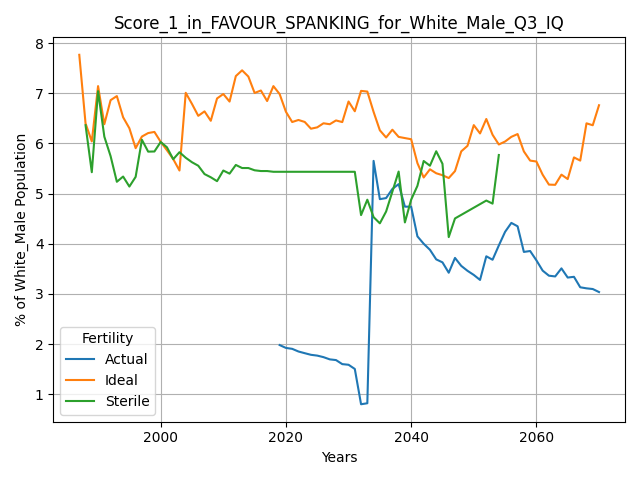 Score_1_in_FAVOUR_SPANKING_for_White_Male_Q3_IQ
% of White_Male Population
8
7
6
5
4
3
2
1
Fertility
Actual
Ideal
Sterile
2000 2020 2040 2060
Years